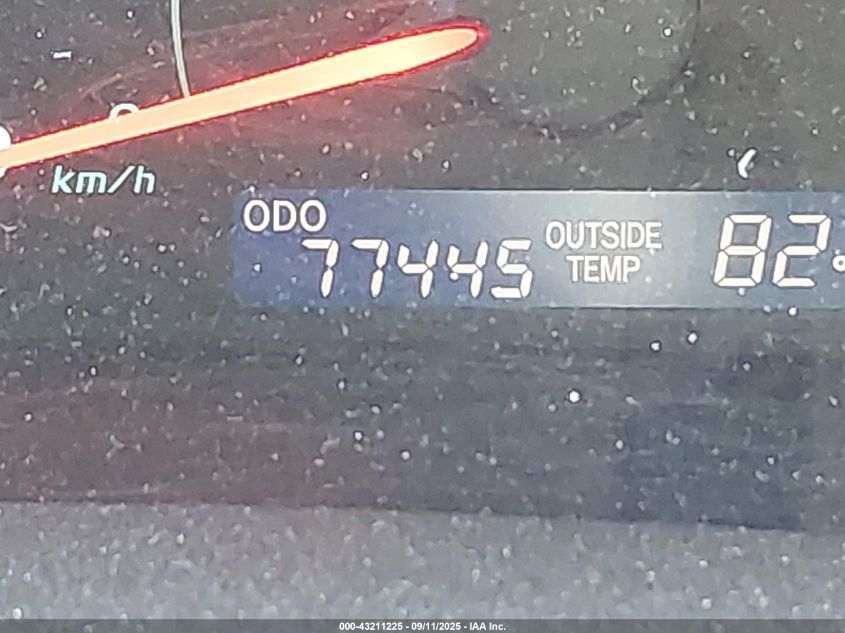 km/h
ODO
77445
OUTSIDE
TEMP
82°
000-43211225 - 09/11/2025 - IAA Inc.